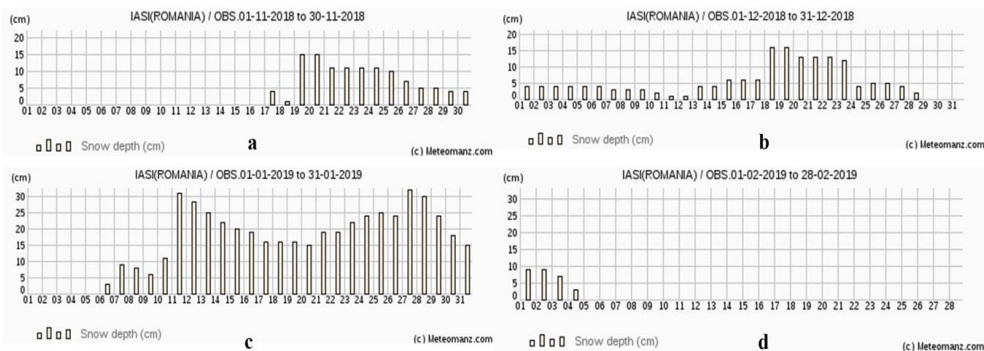 IASI(ROMANIA) / OBS.01-11-2018 to 30-11-2018
(cm)
20
15
10
5
0
01 02 03 04 05 06 07 08 09 10 11 12 13 14 15 16 17 18 19 20 21 22 23 24 25 26 27 28 29 30
Snow depth (cm)
a
(c) Meteomanz.com
IASI(ROMANIA) / OBS.01-12-2018 to 31-12-2018
(cm)
20
15
10
5
0
01 02 03 04 05 06 07 08 09 10 11 12 13 14 15 16 17 18 19 20 21 22 23 24 25 26 27 28 29 30 31
Snow depth (cm)
b
(c) Meteomanz.com
IASI(ROMANIA) / OBS.01-01-2019 to 31-01-2019
(cm)
30
25
20
15
10
5
0
01 02 03 04 05 06 07 08 09 10 11 12 13 14 15 16 17 18 19 20 21 22 23 24 25 26 27 28 29 30 31
Snow depth (cm)
c
(c) Meteomanz.com
IASI(ROMANIA) / OBS.01-02-2019 to 28-02-2019
(cm)
30
25
20
15
10
5
0
01 02 03 04 05 06 07 08 09 10 11 12 13 14 15 16 17 18 19 20 21 22 23 24 25 26 27 28
Snow depth (cm)
d
(c) Meteomanz.com